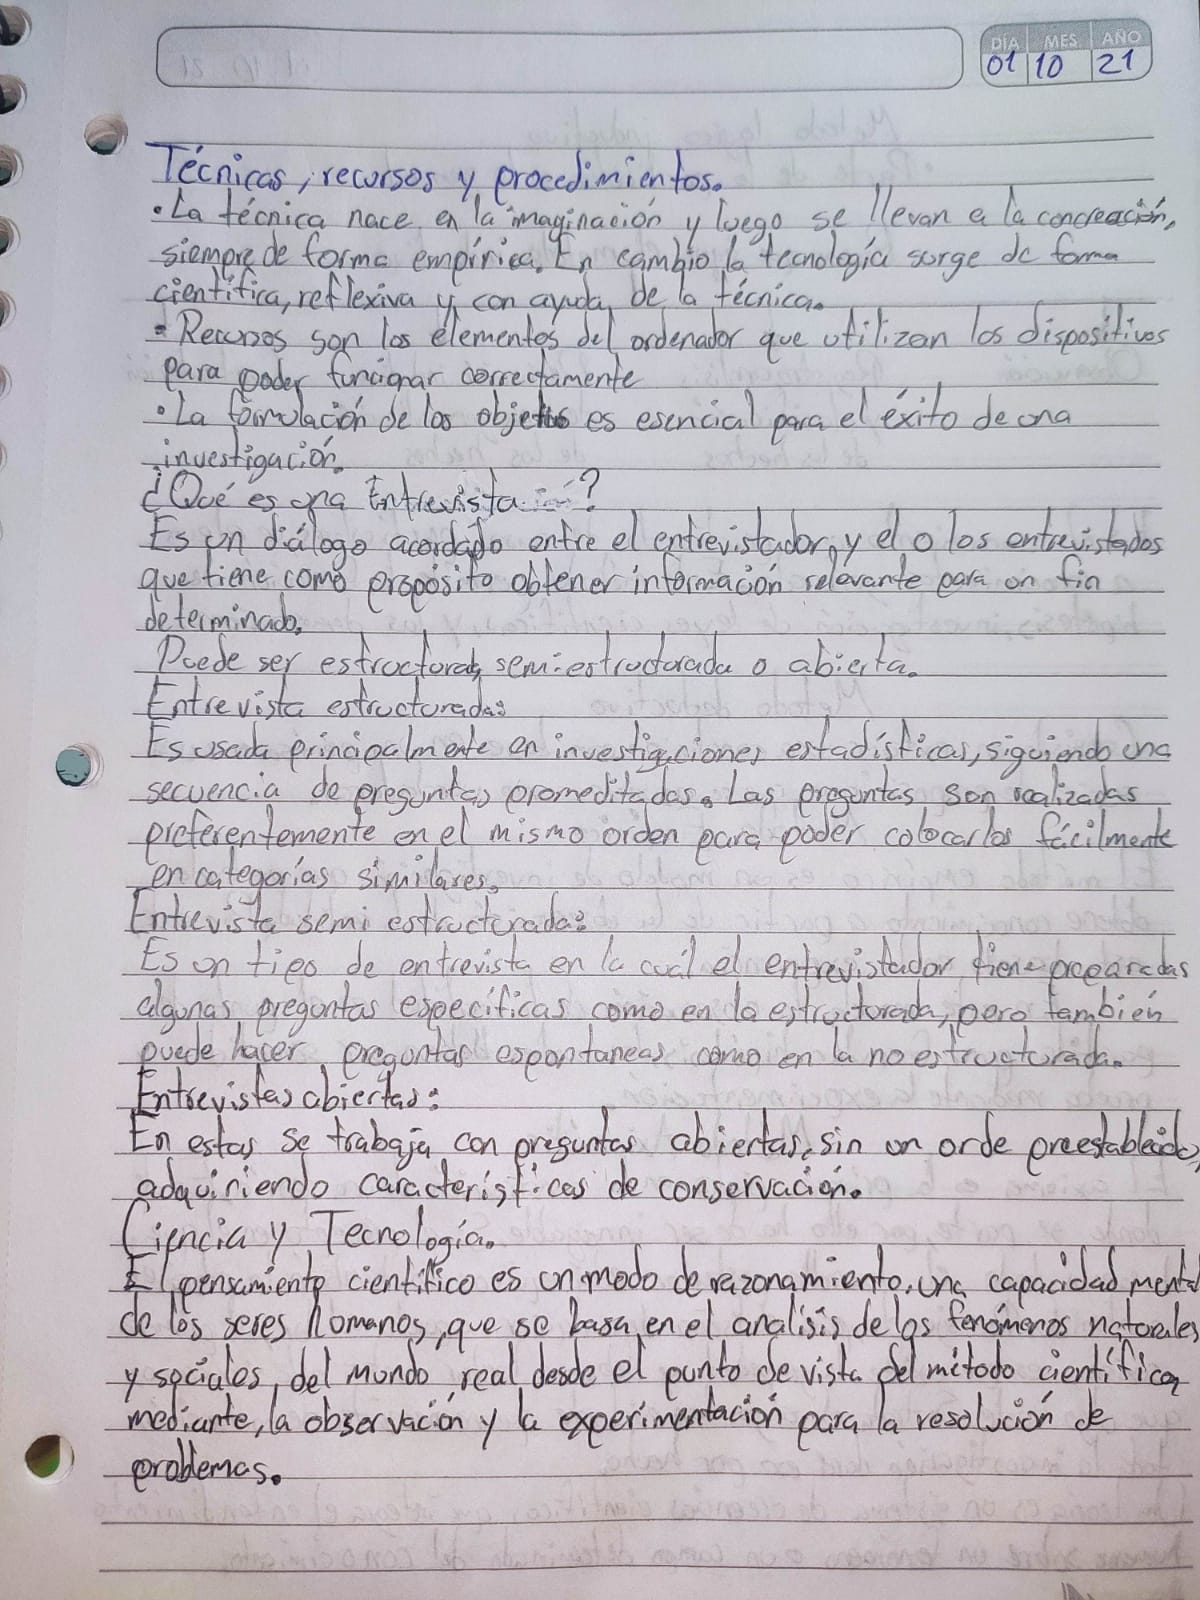 DÍA MES AÑO
01 10 21
Técnicas, recursos y procedimientos.
• La técnica nace en la imaginación y luego se llevan a la concreación,
siempre de forma empírica. En cambio la tecnología surge de forma
científica, reflexiva y con ayuda de la técnica.
• Recursos son los elementos del ordenador que utilizan los dispositivos
para poder funcionar correctamente
• La formulación de los objetos es esencial para el éxito de una
investigación.
¿Qué es una Entrevista ?
Es un diálogo acordado entre el entrevistador, y el o los entrevistados
que tiene como propósito obtener información relevante para un fin
determinado.
Puede ser semi-estructurada o abierta.
Entrevista estructurada:
Es usada principalmente en investigaciones estadísticas, siguiendo una
secuencia de preguntas premeditadas. Las preguntas son realizadas
preferentemente en el mismo orden para poder colocarlos fácilmente
en categorías similares.
Entrevista semi estructurada:
Es un tipo de entrevista en la cuál el entrevistador tiene preparadas
algunas preguntas específicas como en la estructurada, pero también
puede hacer preguntas espontaneas como en la no estructurada.
Entrevistas abiertas:
En estas se trabaja con preguntas abiertas, sin un orde preestablecido,
adquiriendo características de conservación.
Ciencia y Tecnología.
El pensamiento científico es un modo de razonamiento, una capacidad mental
de los seres humanos, que se basa en el analisis de los fenómenos naturales
y sociales, del mundo real desde el punto de vista del método científica
mediante, la observación y la experimentación para la resolución de
problemas.